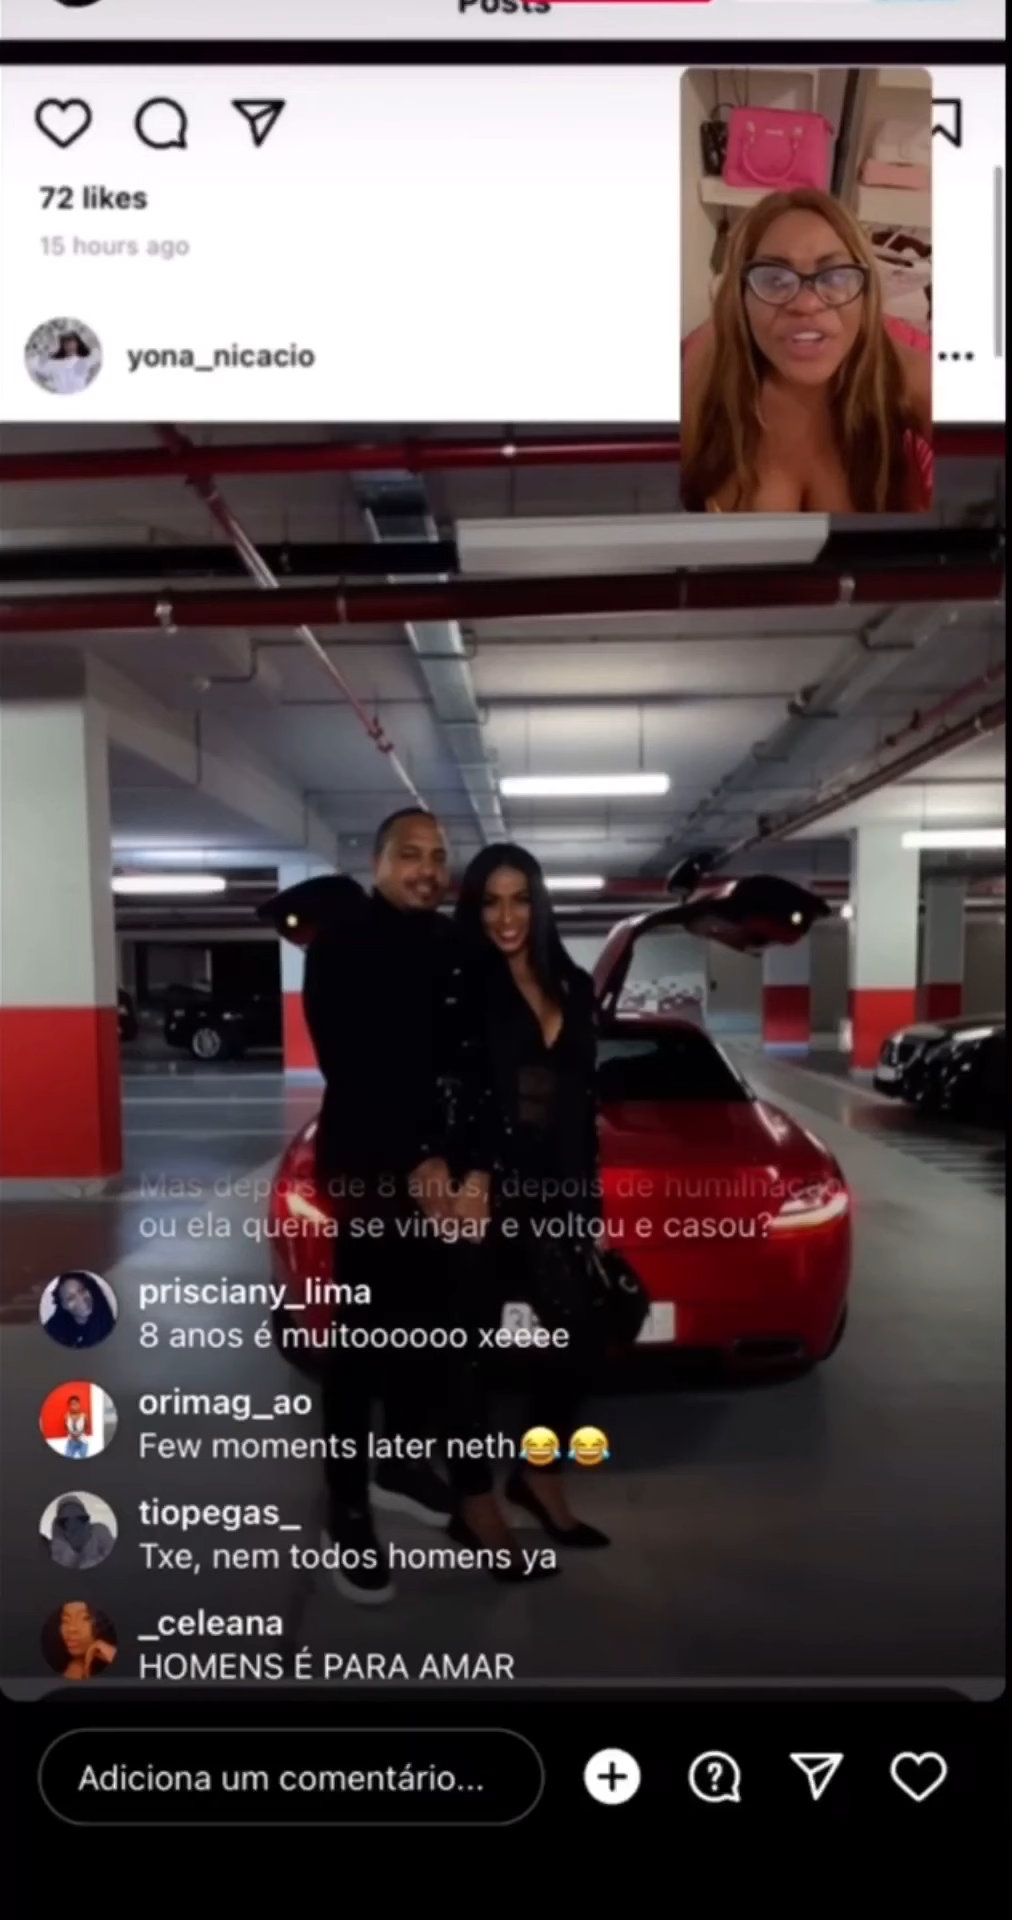 Posts
72 likes
15 hours ago
yona_nicacio
Mas depois de 8 anos, depois de humilhação
ou ela queria se vingar e voltou e casou?
prisciany_lima
8 anos é muitoooooo xeeee
orimag_ao
Few moments later neth😂😂
tiopegas_
Txe, nem todos homens ya
_celeana
HOMENS É PARA AMAR
Adiciona um comentário...